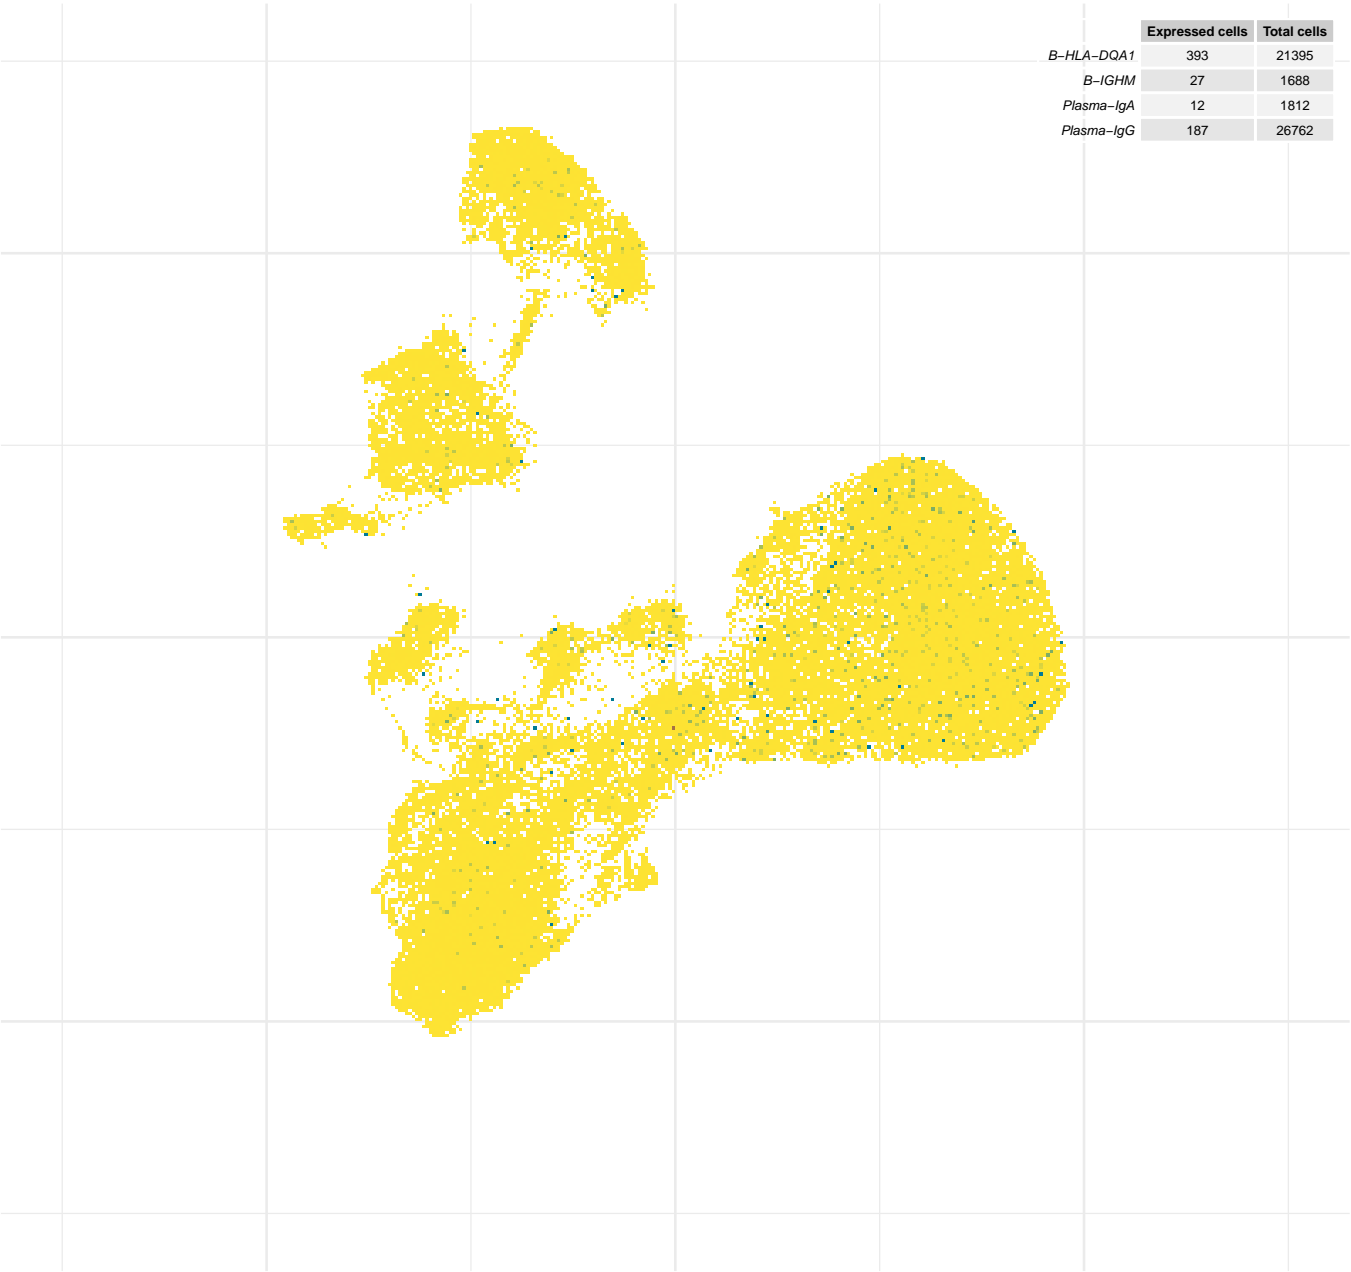 Expressed cells Total cells
B−HLA−DQA1 393 21395
B−IGHM 27 1688
Plasma−IgA 12 1812
Plasma−IgG 187 26762